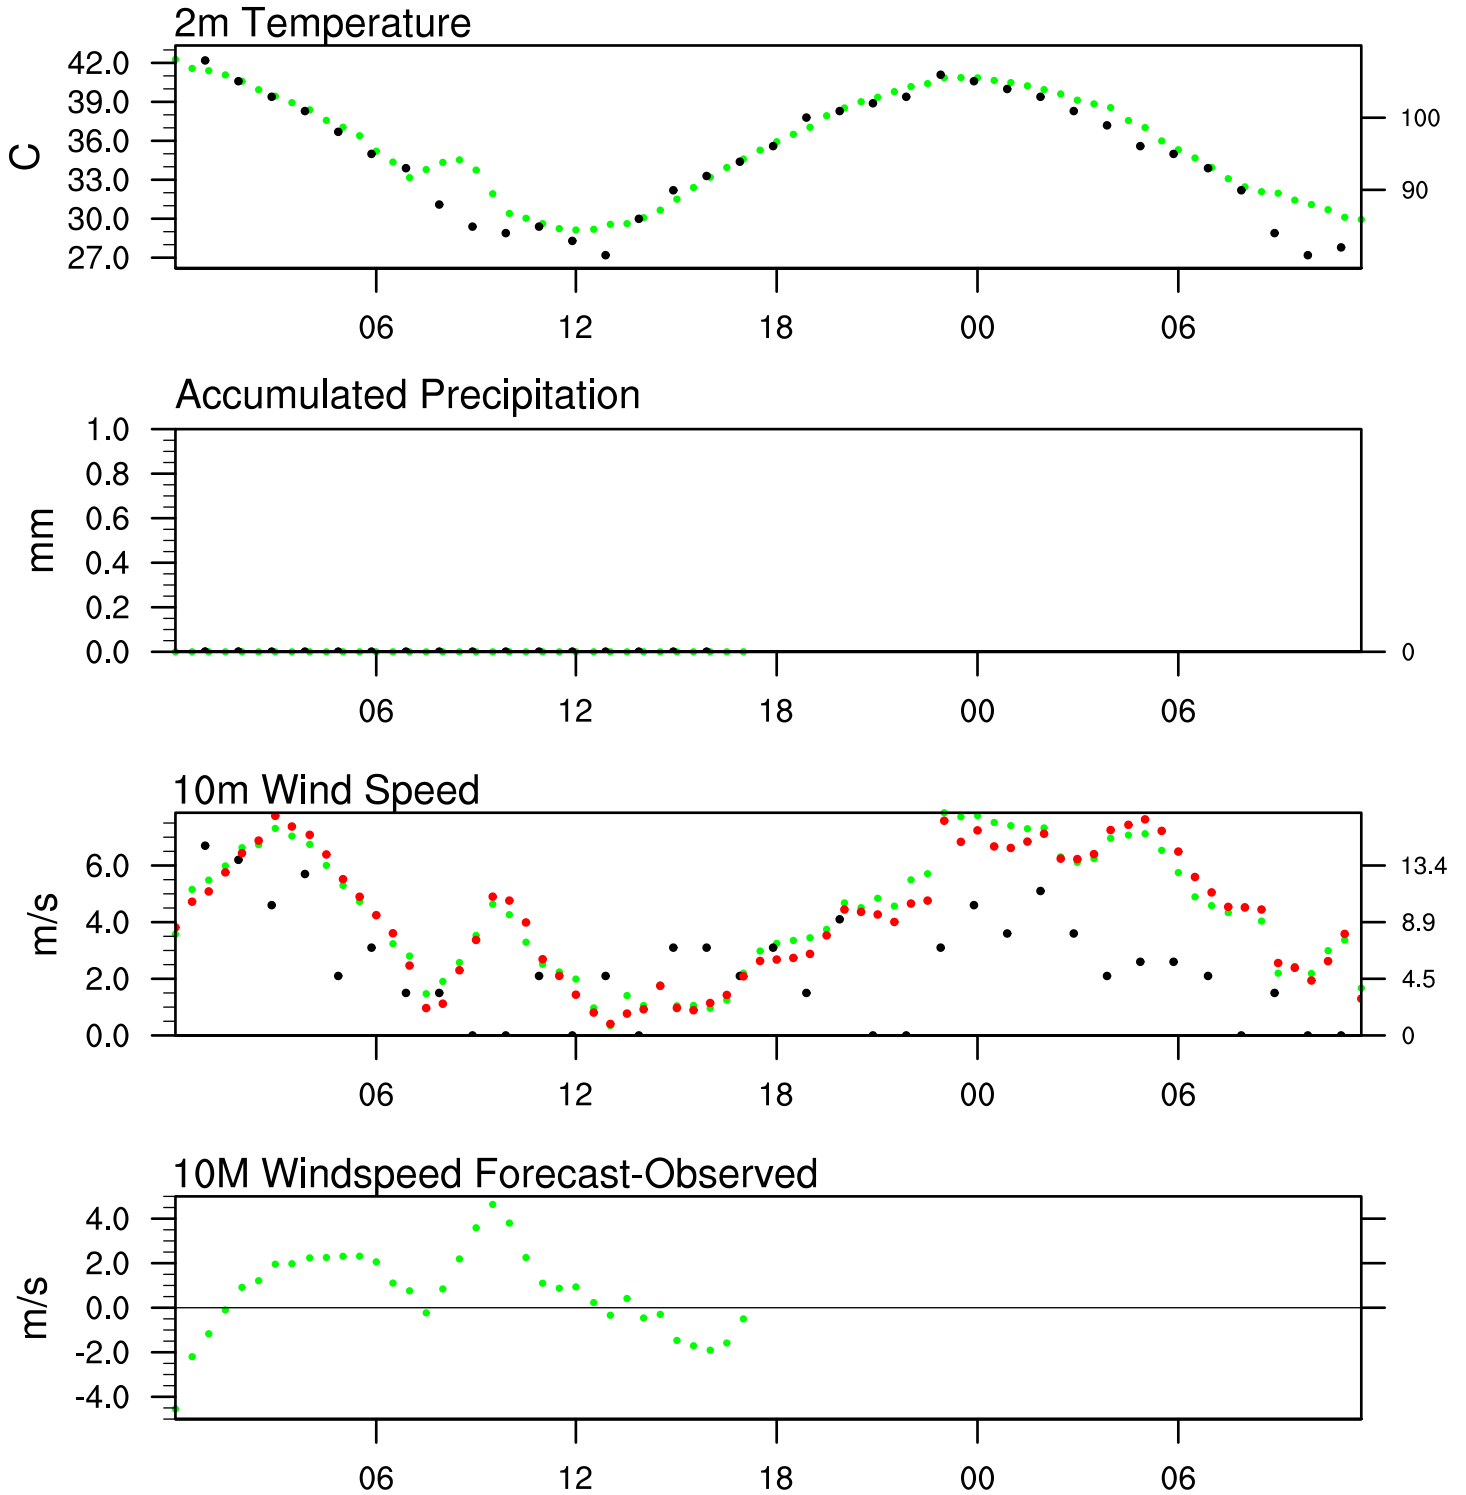 2m Temperature
42.0
39.0
36.0
33.0
30.0
27.0
C
100
90
06 12 18 00 06
Accumulated Precipitation
1.0
0.8
0.6
0.4
0.2
0.0
mm
0
06 12 18 00 06
10m Wind Speed
6.0
4.0
2.0
0.0
m/s
13.4
8.9
4.5
0
06 12 18 00 06
10M Windspeed Forecast-Observed
4.0
2.0
0.0
-2.0
-4.0
m/s
06 12 18 00 06